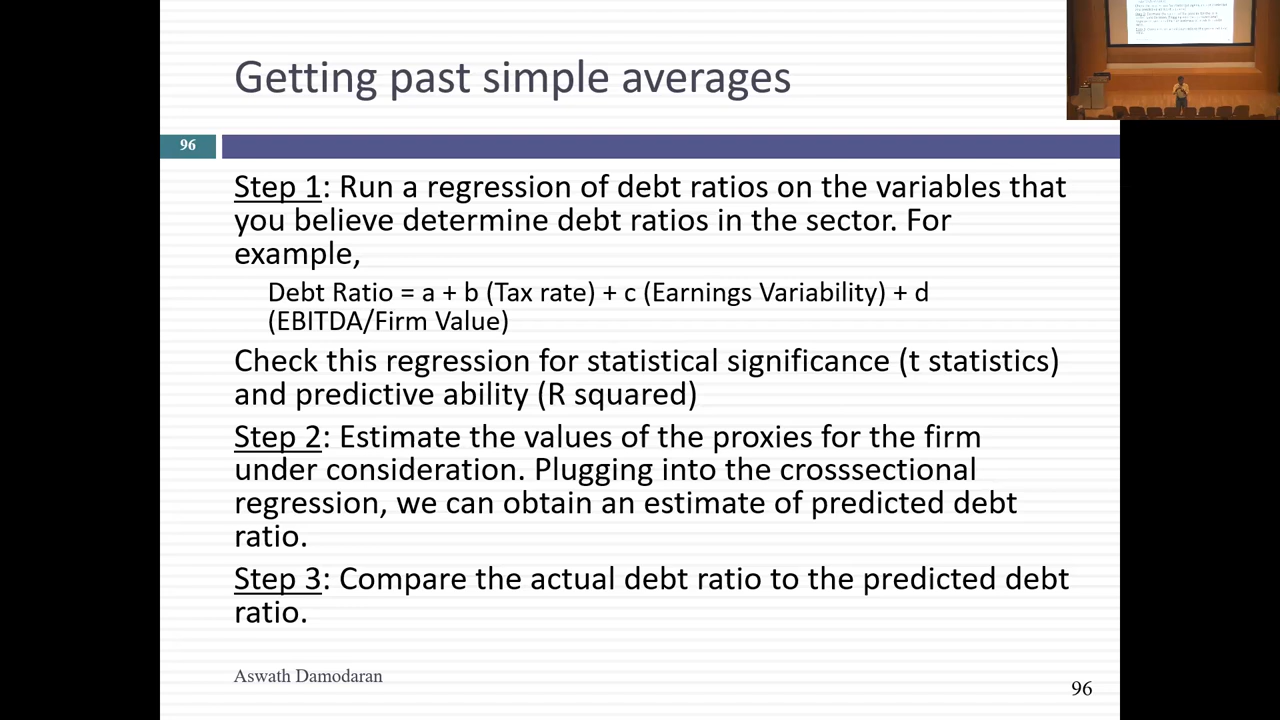 Getting past simple averages
96
Step 1: Run a regression of debt ratios on the variables that
you believe determine debt ratios in the sector. For
example,
Debt Ratio = a + b (Tax rate) + c (Earnings Variability) + d
(EBITDA/Firm Value)
Check this regression for statistical significance (t statistics)
and predictive ability (R squared)
Step 2: Estimate the values of the proxies for the firm
under consideration. Plugging into the crosssectional
regression, we can obtain an estimate of predicted debt
ratio.
Step 3: Compare the actual debt ratio to the predicted debt
ratio.
Aswath Damodaran
96